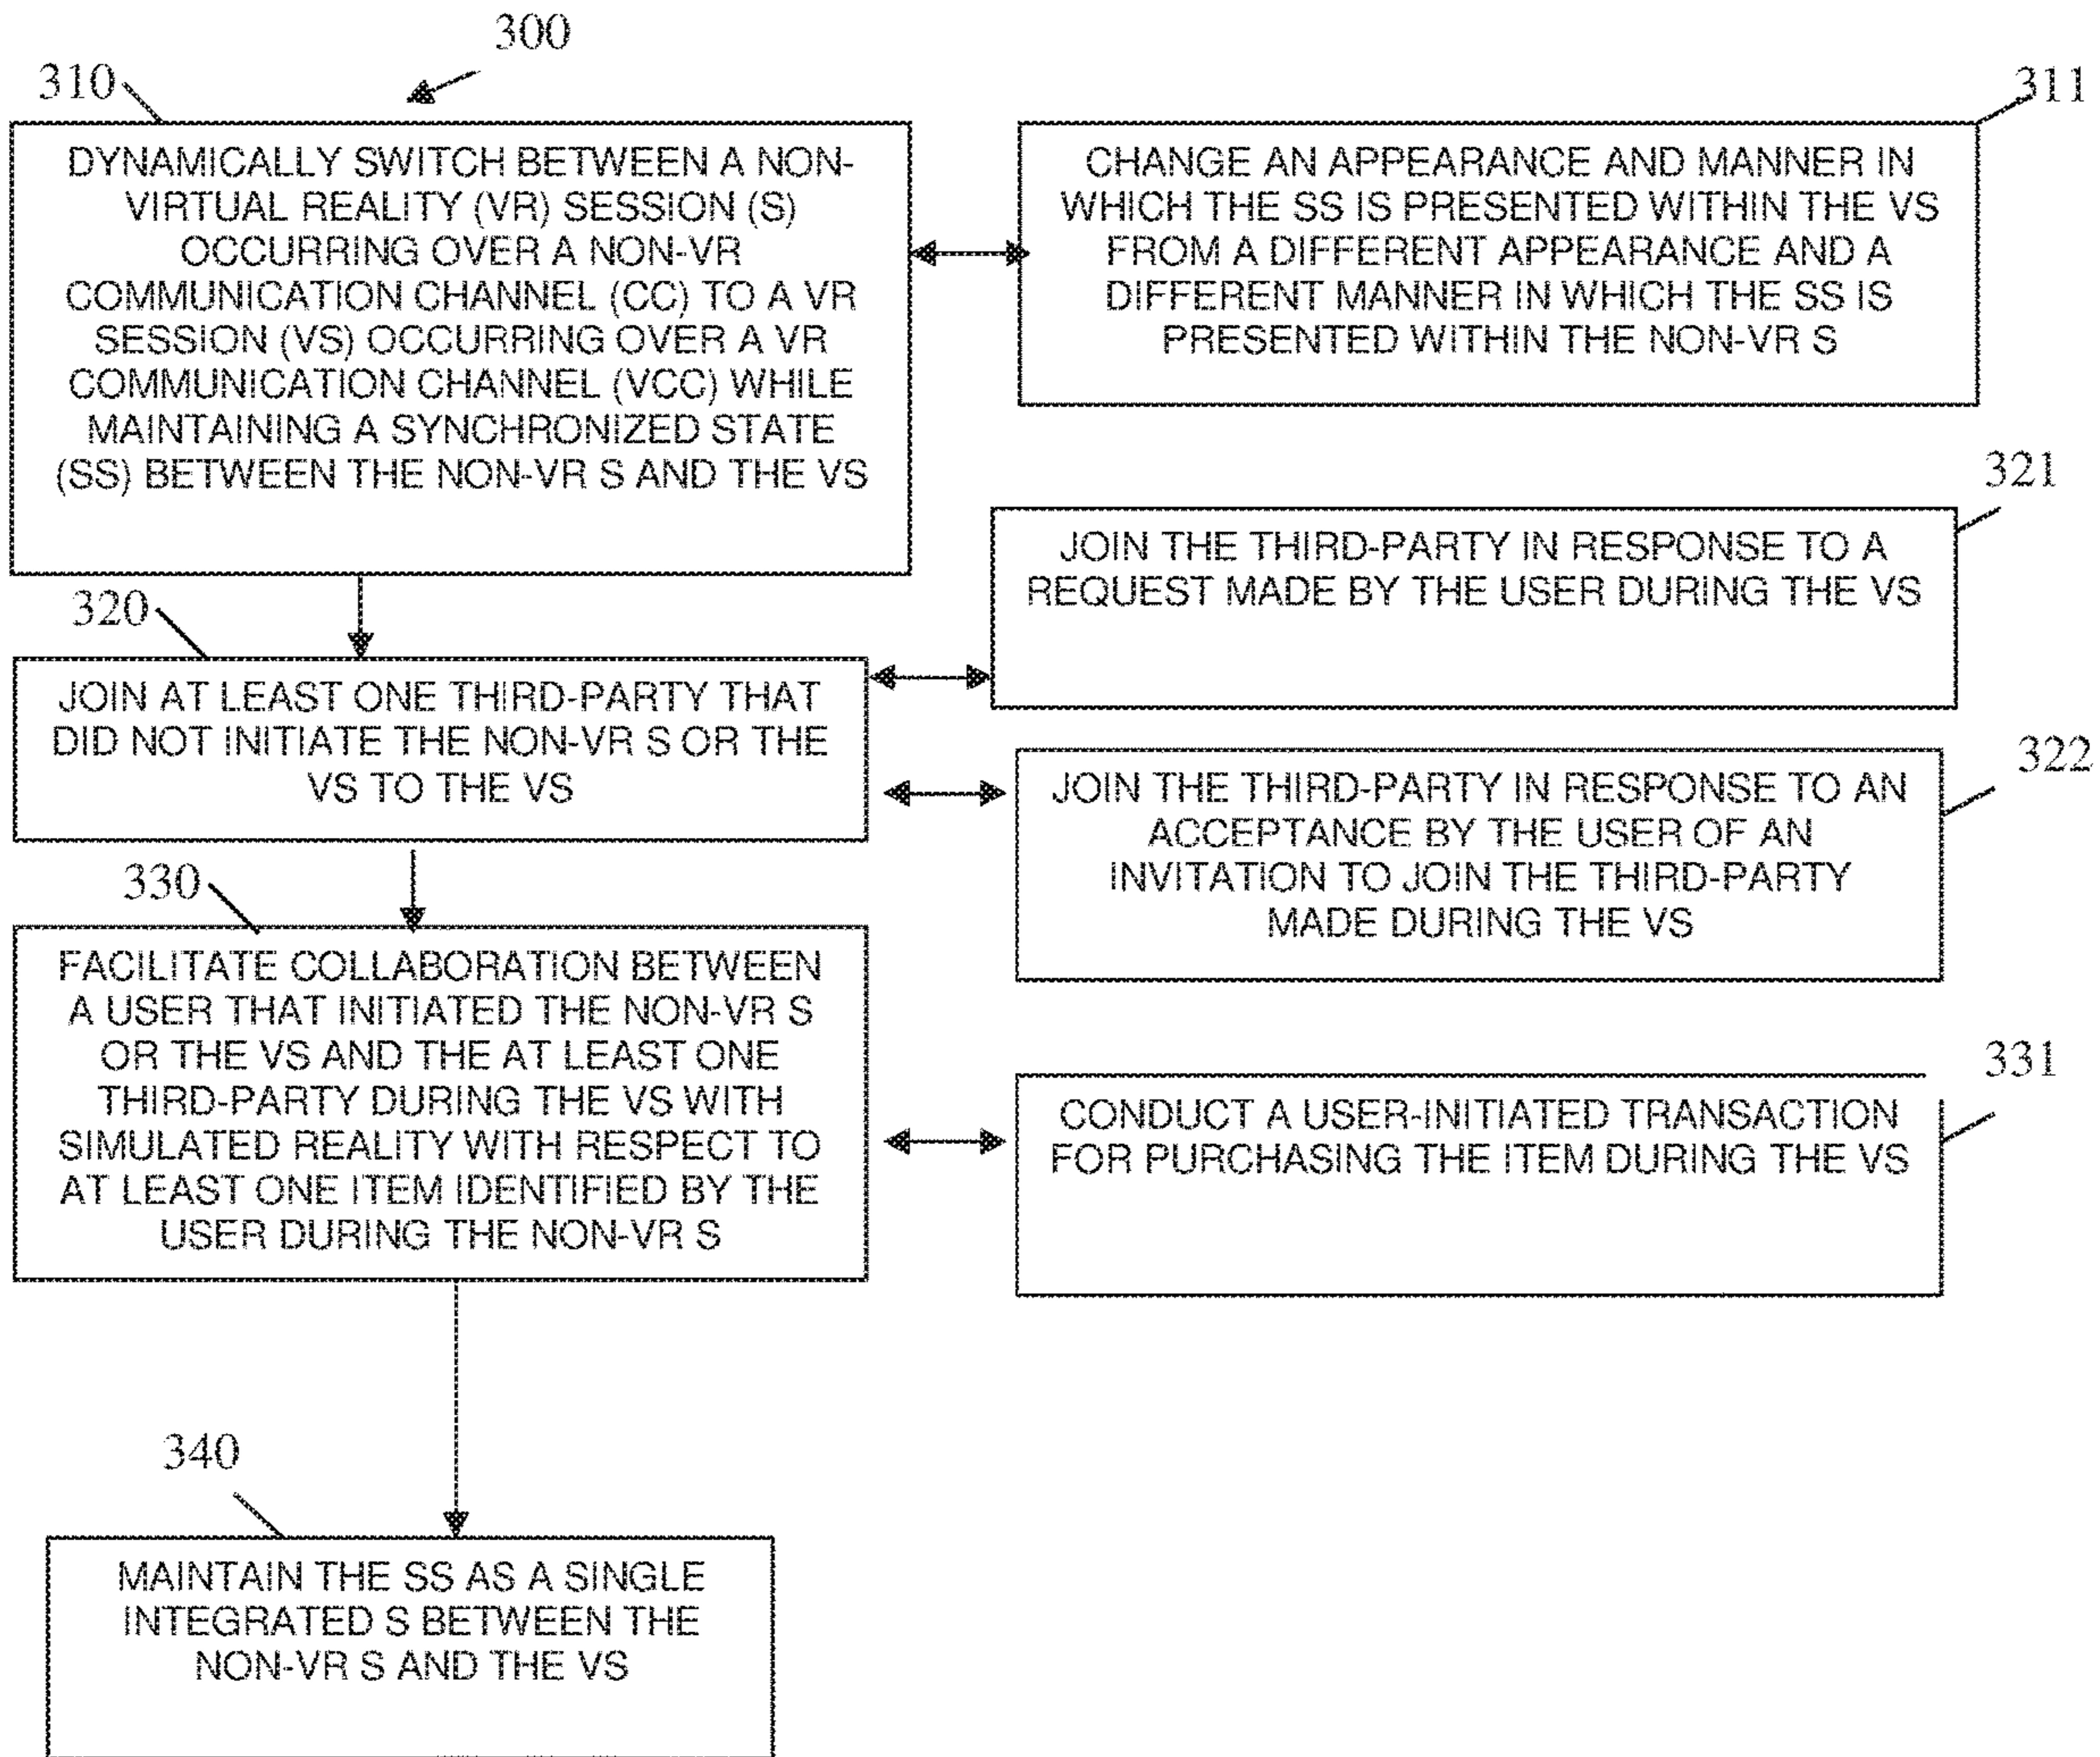 300
310
DYNAMICALLY SWITCH BETWEEN A NON-
VIRTUAL REALITY (VR) SESSION (S)
OCCURRING OVER A NON-VR
COMMUNICATION CHANNEL (CC) TO A VR
SESSION (VS) OCCURRING OVER A VR
COMMUNICATION CHANNEL (VCC) WHILE
MAINTAINING A SYNCHRONIZED STATE
(SS) BETWEEN THE NON-VR S AND THE VS
311
CHANGE AN APPEARANCE AND MANNER IN
WHICH THE SS IS PRESENTED WITHIN THE VS
FROM A DIFFERENT APPEARANCE AND A
DIFFERENT MANNER IN WHICH THE SS IS
PRESENTED WITHIN THE NON-VR S
320
JOIN AT LEAST ONE THIRD-PARTY THAT
DID NOT INITIATE THE NON-VR S OR THE
VS TO THE VS
321
JOIN THE THIRD-PARTY IN RESPONSE TO A
REQUEST MADE BY THE USER DURING THE VS
322
JOIN THE THIRD-PARTY IN RESPONSE TO AN
ACCEPTANCE BY THE USER OF AN
INVITATION TO JOIN THE THIRD-PARTY
MADE DURING THE VS
330
FACILITATE COLLABORATION BETWEEN
A USER THAT INITIATED THE NON-VR S
OR THE VS AND THE AT LEAST ONE
THIRD-PARTY DURING THE VS WITH
SIMULATED REALITY WITH RESPECT TO
AT LEAST ONE ITEM IDENTIFIED BY THE
USER DURING THE NON-VR S
331
CONDUCT A USER-INITIATED TRANSACTION
FOR PURCHASING THE ITEM DURING THE VS
340
MAINTAIN THE SS AS A SINGLE
INTEGRATED S BETWEEN THE
NON-VR S AND THE VS